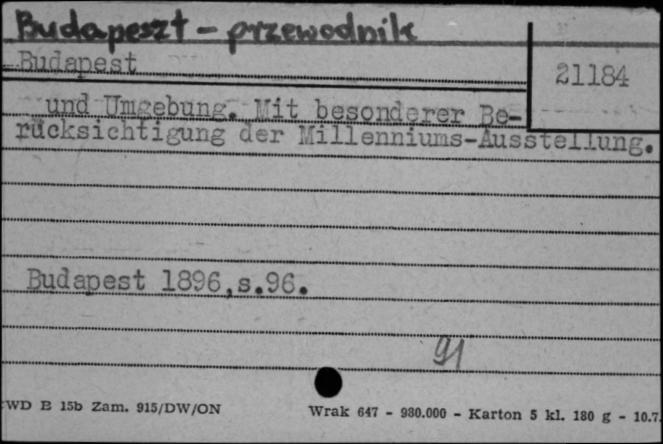 Budapeszt - przewodnik
Budapest
21184
und Umgebung. Mit besonderer Be-
rücksichtigung der Millenniums-Ausstellung.
Budapest 1896,s.96.
91
WD B 15b Zam. 915/DW/ON
Wrak 647 - 980.000 - Karton 5 kl. 180 g - 10.7